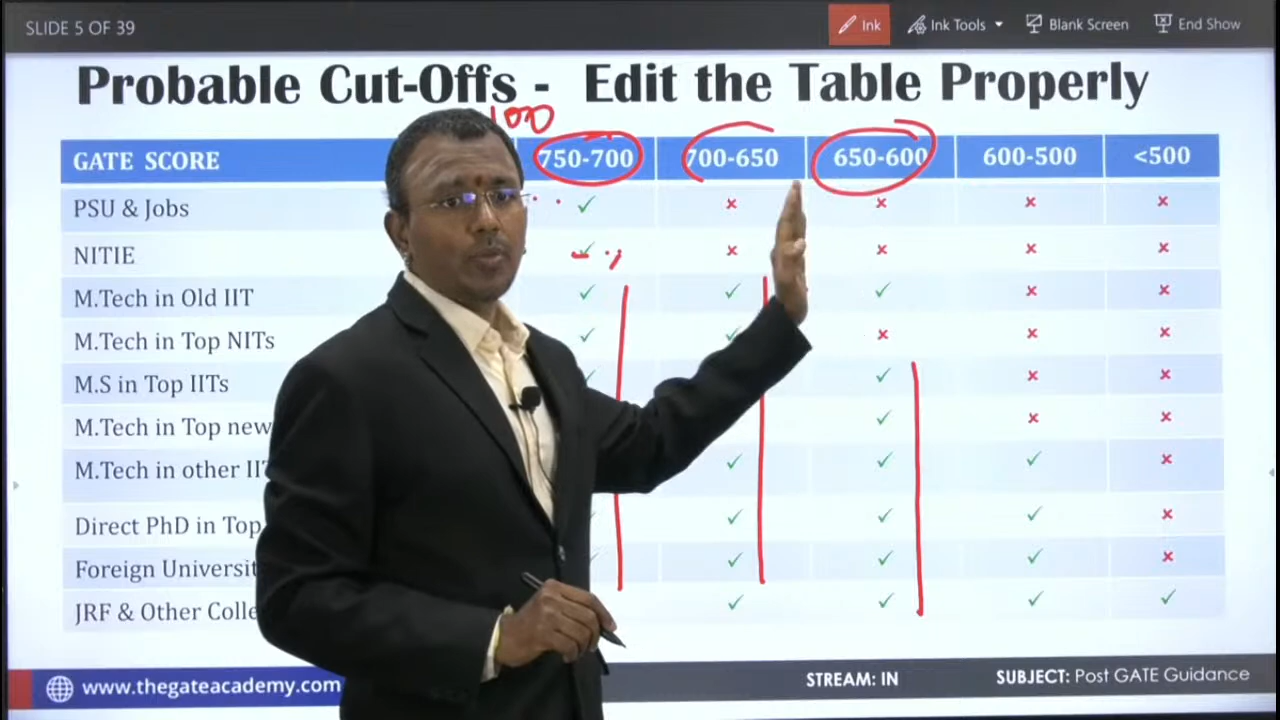 SLIDE 5 OF 39
Ink Ink Tools Blank Screen End Show
Probable Cut-Offs - Edit the Table Properly
100
GATE SCORE 750-700 700-650 650-600 600-500 <500
PSU & Jobs ✓ × × × ×
NITIE ✓ × × × ×
M.Tech in Old IIT ✓ ✓ ✓ × ×
M.Tech in Top NITs ✓ ✓ × × ×
M.S in Top IITs ✓ ✓ × ×
M.Tech in Top new ✓ × ×
M.Tech in other ✓ ✓ ✓ ×
Direct PhD in Top ✓ ✓ ✓ ✓ ×
Foreign ✓ ✓ ✓ ✓ ×
JRF & Other ✓ ✓ ✓ ✓
www.thegateacademy.com STREAM: IN SUBJECT: Post GATE Guidance